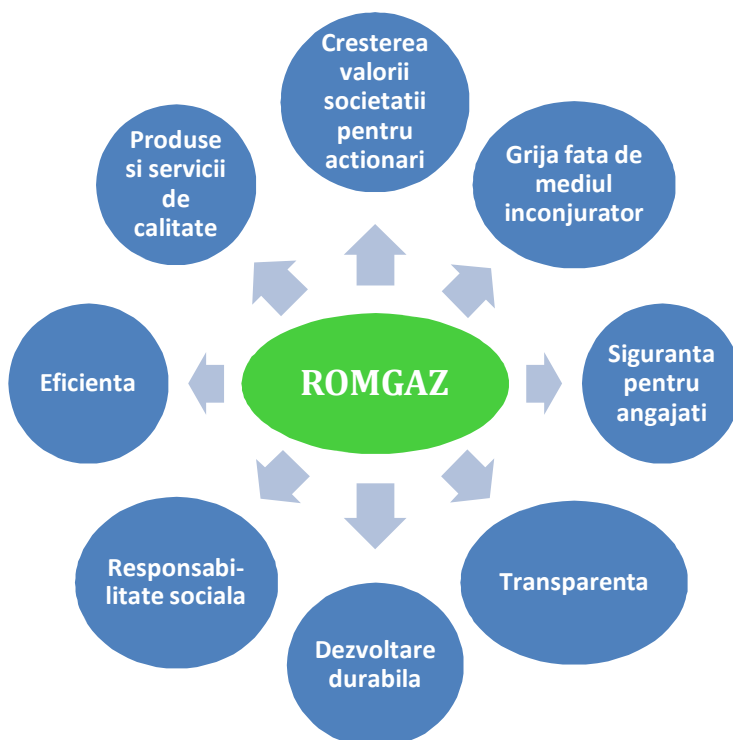 Cresterea
valorii
societatii
pentru
actionari
Grija fata de
mediul
inconjurator
Siguranta
pentru
angajati
Transparenta
Dezvoltare
durabila
Responsabi-
litate sociala
Eficienta
Produse
si servicii
de
calitate
ROMGAZ